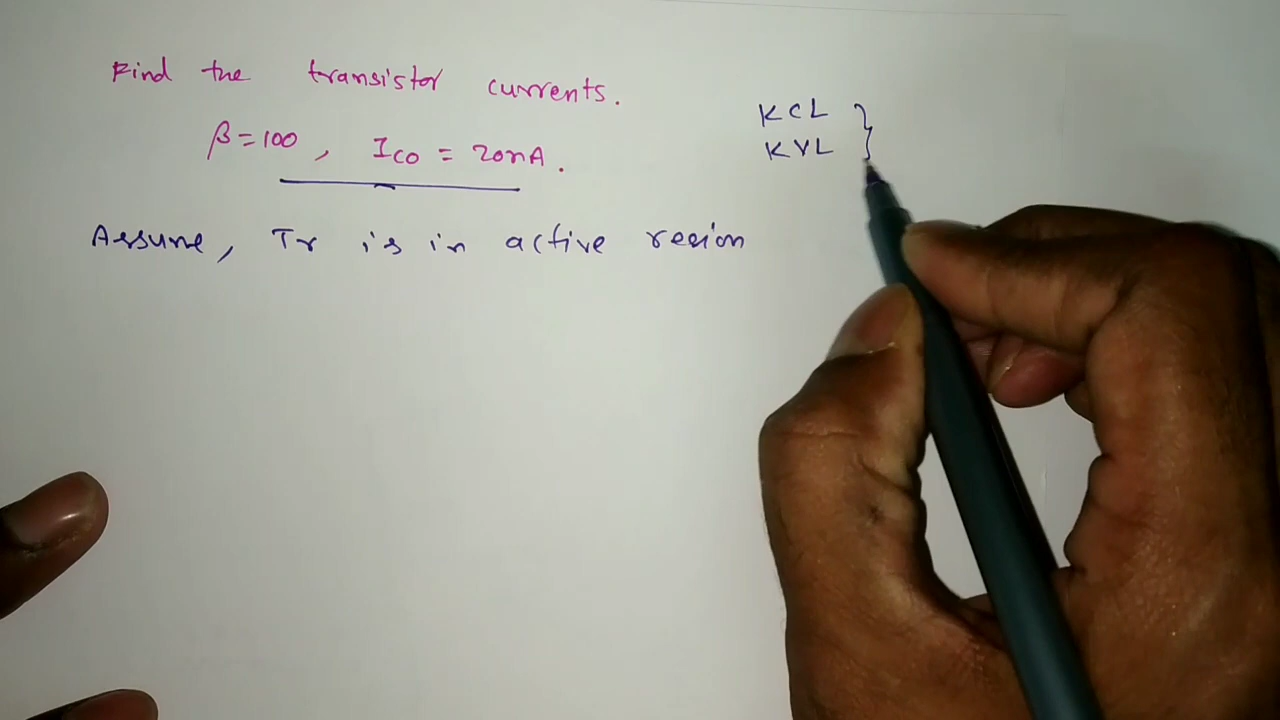 Find the transistor currents.
β=100 , ICO = 20nA.
KCL }
KVL
Assume, Tr is in active region